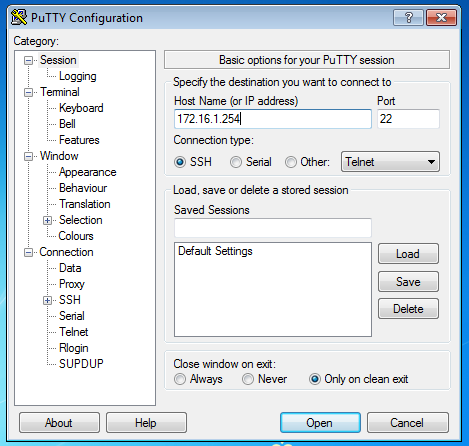 PuTTY Configuration
Category:
Session
Logging
Terminal
Keyboard
Bell
Features
Window
Appearance
Behaviour
Translation
Selection
Colours
Connection
Data
Proxy
SSH
Serial
Telnet
Rlogin
SUPDUP
Basic options for your PuTTY session
Specify the destination you want to connect to
Host Name (or IP address) Port
172.16.1.254 22
Connection type:
SSH Serial Other: Telnet
Load, save or delete a stored session
Saved Sessions
Default Settings
Load
Save
Delete
Close window on exit:
Always Never Only on clean exit
About Help Open Cancel